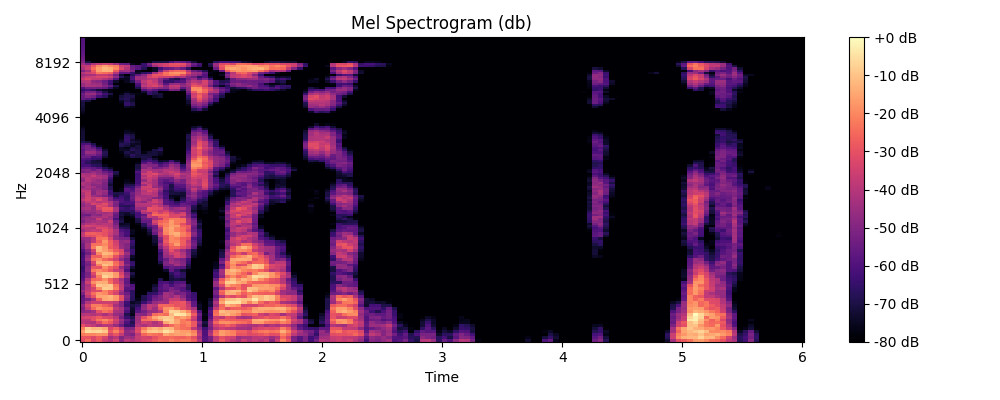 Mel Spectrogram (db)
8192
4096
2048
1024
512
0
Hz
0 1 2 3 4 5 6
Time
+0 dB
-10 dB
-20 dB
-30 dB
-40 dB
-50 dB
-60 dB
-70 dB
-80 dB